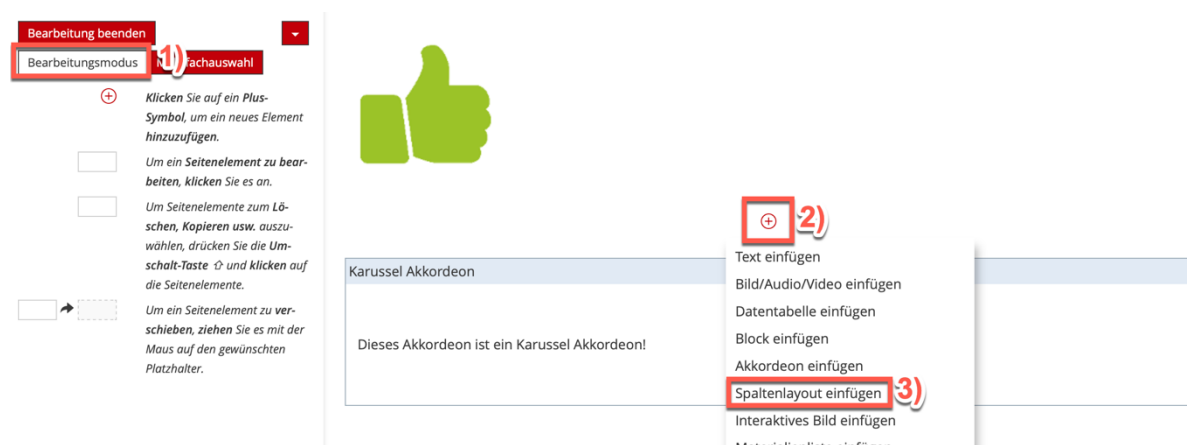 Bearbeitung beenden
Bearbeitungsmodus
fachauswahl
1)
Klicken Sie auf ein Plus-
Symbol, um ein neues Element
hinzuzufügen.
Um ein Seitenelement zu bear-
beiten, klicken Sie es an.
Um Seitenelemente zum Lö-
schen, Kopieren usw. auszu-
wählen, drücken Sie die Um-
schalt-Taste ⇧ und klicken auf
die Seitenelemente.
Um ein Seitenelement zu ver-
schieben, ziehen Sie es mit der
Maus auf den gewünschten
Platzhalter.
2)
Karussel Akkordeon
Dieses Akkordeon ist ein Karussel Akkordeon!
Text einfügen
Bild/Audio/Video einfügen
Datentabelle einfügen
Block einfügen
Akkordeon einfügen
Spaltenlayout einfügen
3)
Interaktives Bild einfügen